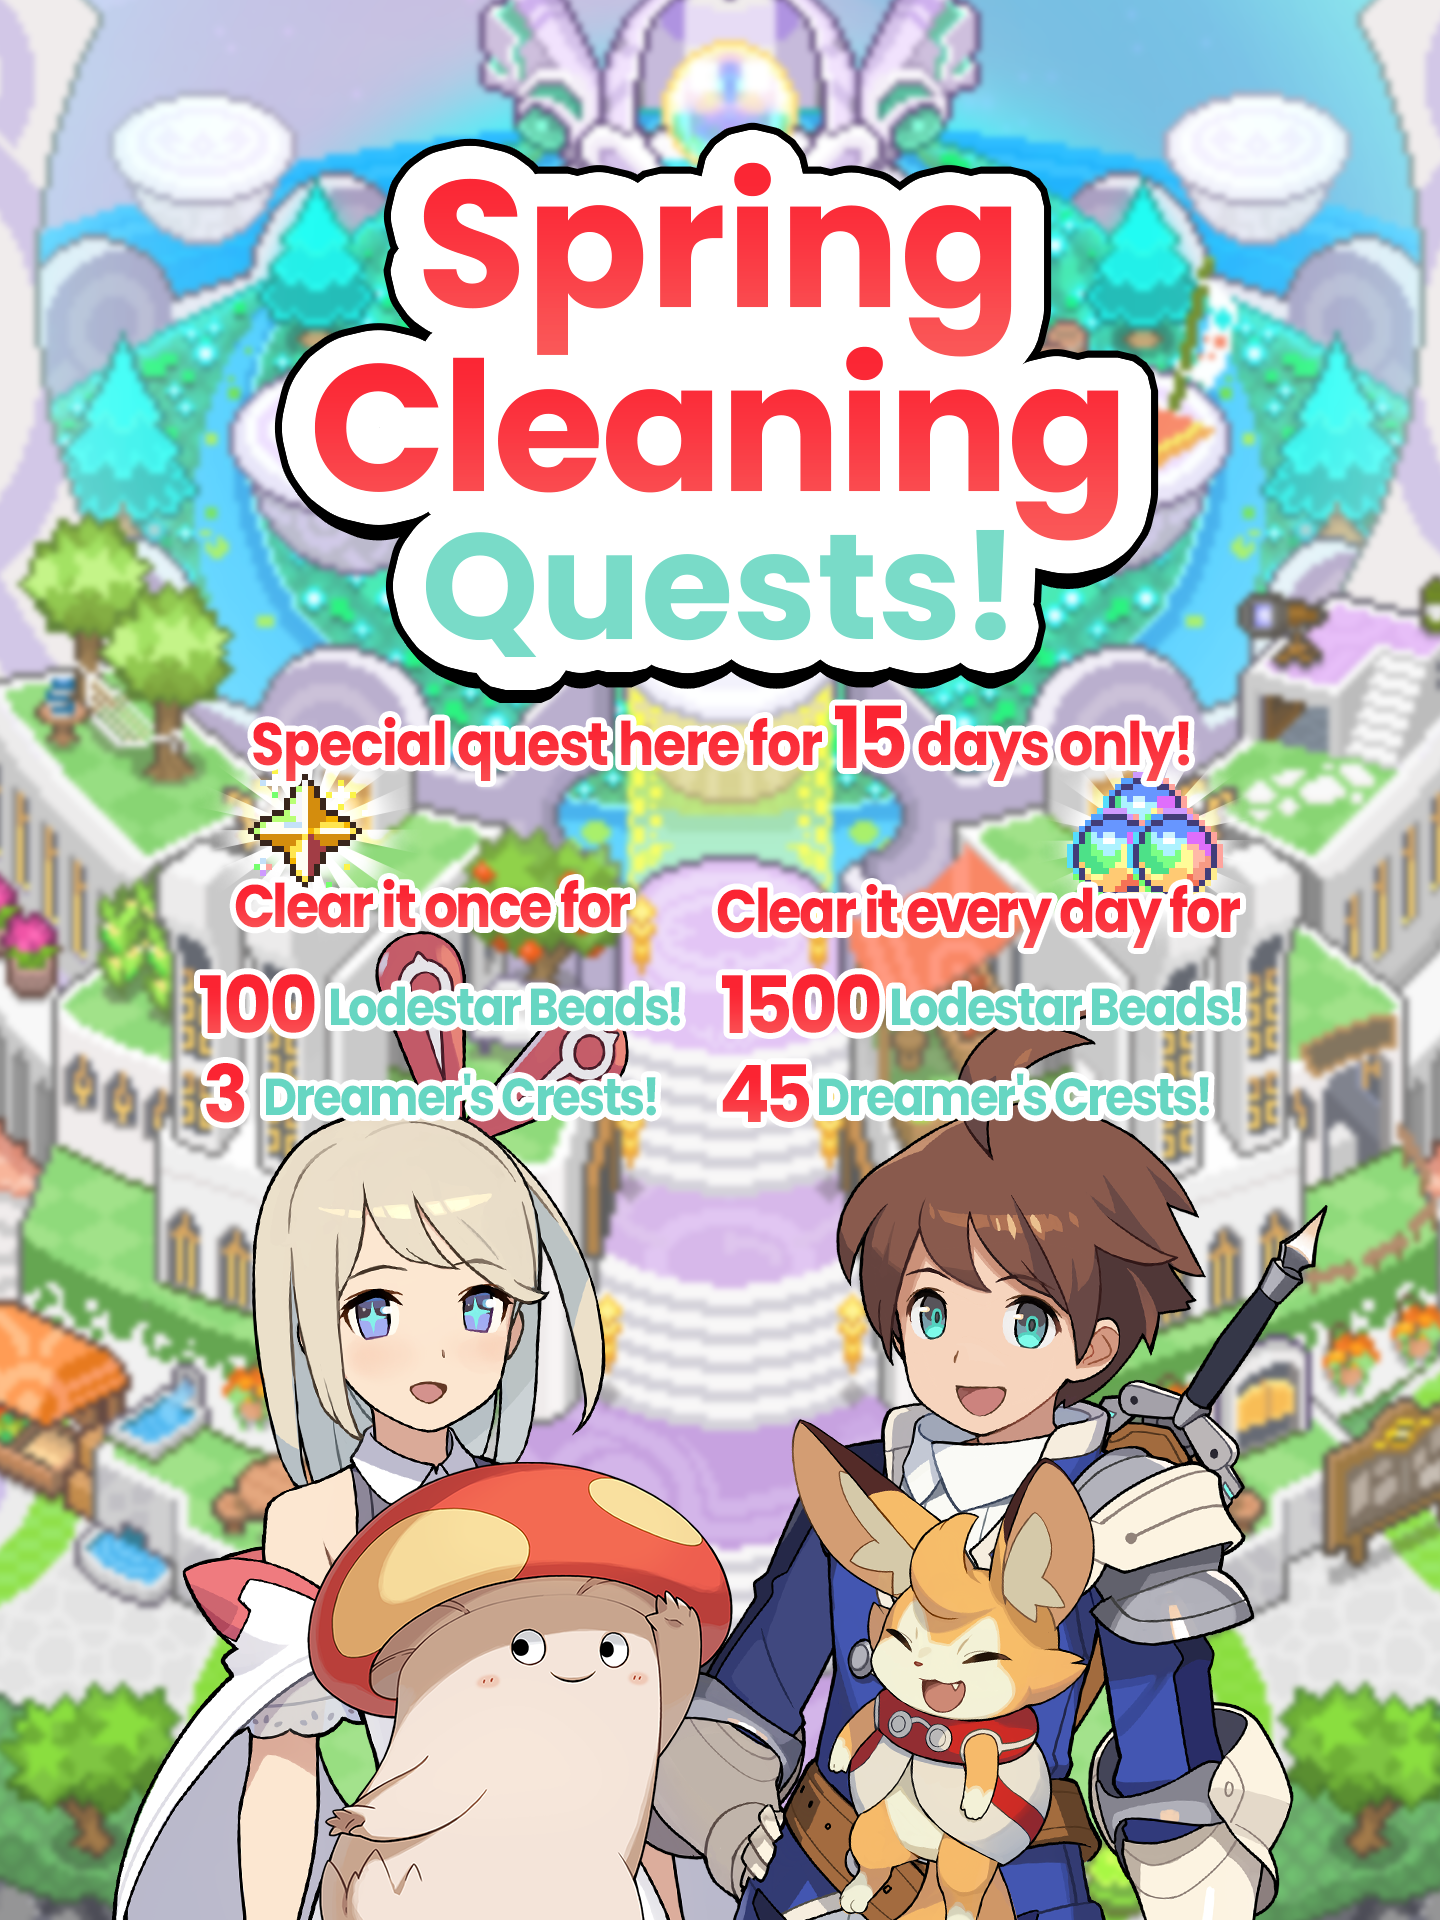 Spring
Cleaning
Quests!
Special quest here for 15 days only!
Clear it once for
100 Lodestar Beads!
3 Dreamer's Crests!
Clear it every day for
1500 Lodestar Beads!
45 Dreamer's Crests!